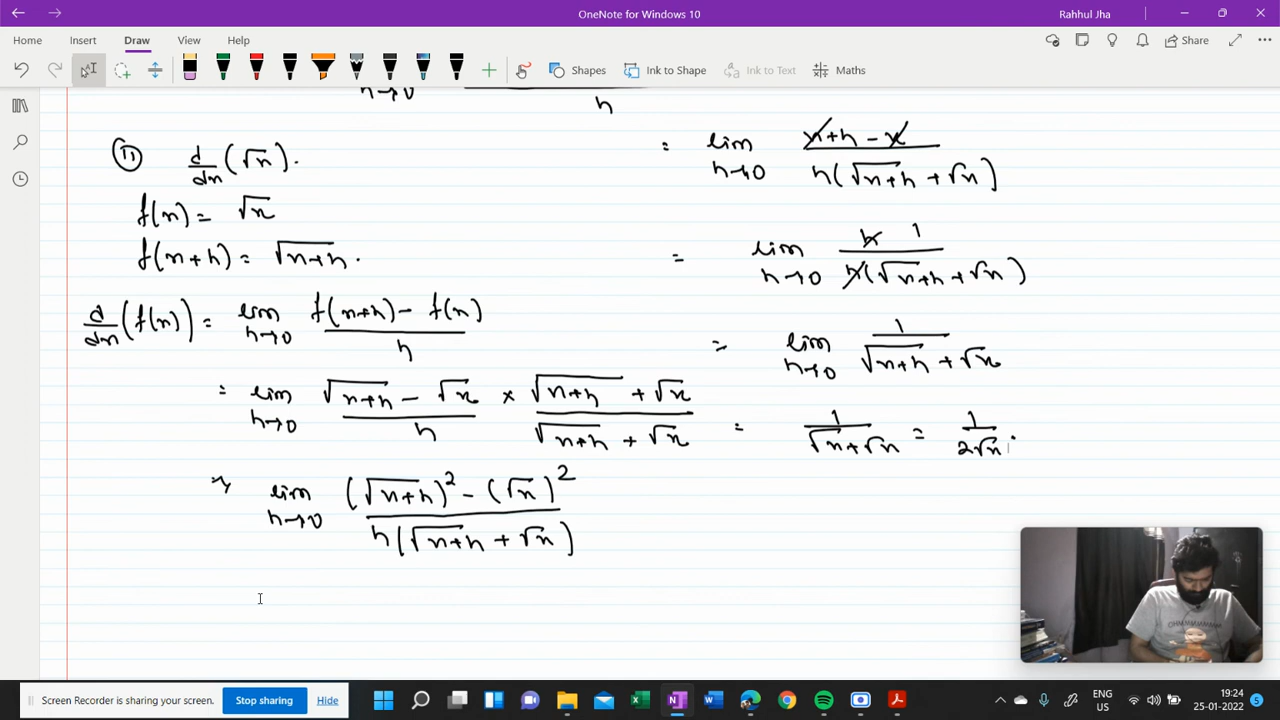 OneNote for Windows 10
Rahhul Jha
Home Insert Draw View Help
Share
Shapes Ink to Shape Ink to Text Maths
h→0
h
(ii) d/dx (√x).
f(x) = √x
f(x+h) = √x+h.
d/dx (f(x)) = lim h→0 f(x+h) - f(x) / h
= lim h→0 √x+h - √x / h × √x+h + √x / √x+h + √x
⇒ lim h→0 (√x+h)² - (√x)² / h(√x+h + √x)
= lim h→0 x+h - x / h(√x+h + √x)
= lim h→0 h 1 / h(√x+h + √x)
= lim h→0 1 / √x+h + √x
= 1 / √x+√x = 1 / 2√x.
OHMAMAMAMAW
Screen Recorder is sharing your screen. Stop sharing Hide
ENG
US
19:24
25-01-2022
5